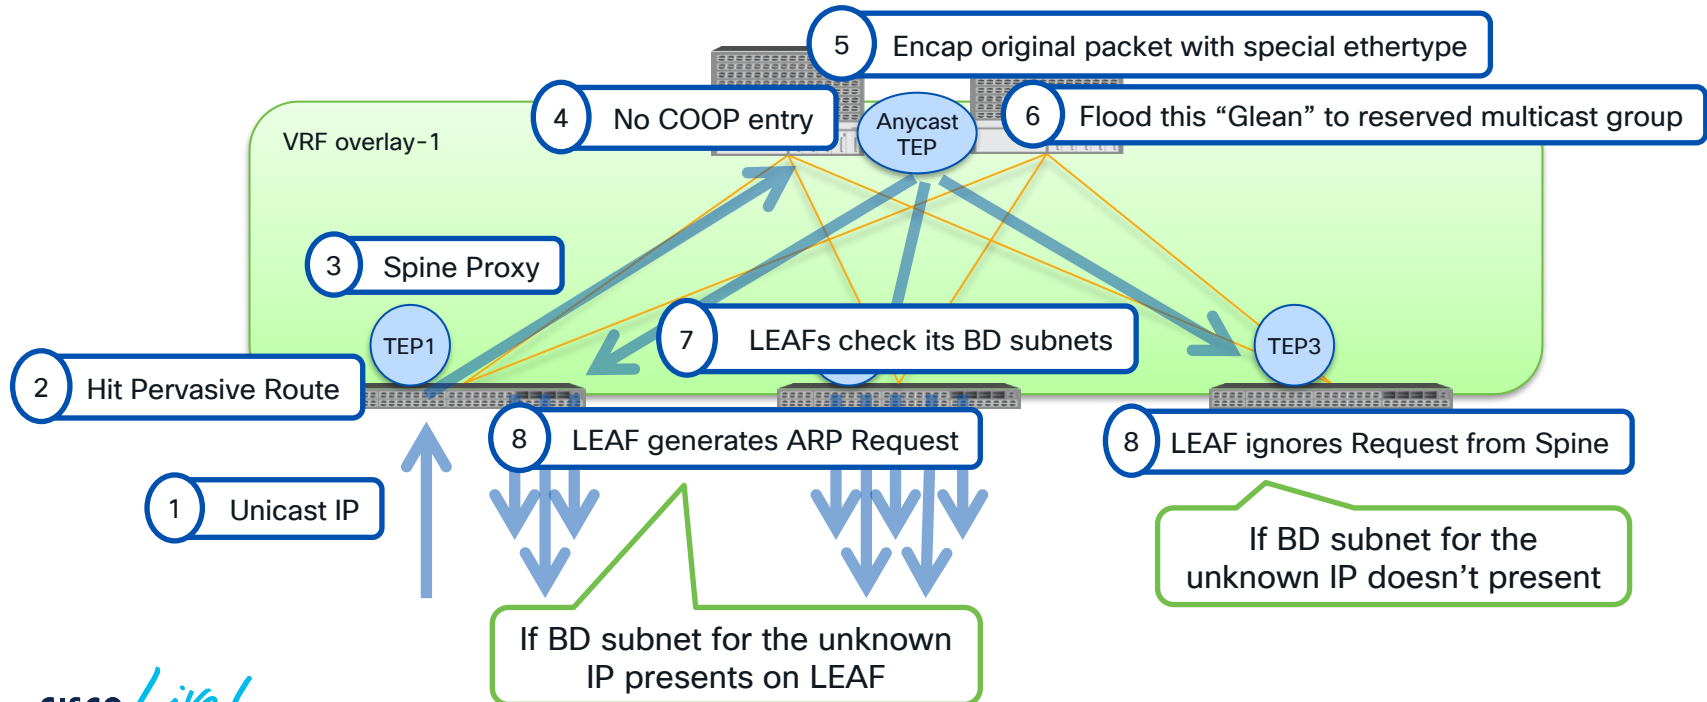 5 Encap original packet with special ethertype
4 No COOP entry
Anycast
TEP
6 Flood this “Glean” to reserved multicast group
VRF overlay-1
3 Spine Proxy
TEP1
7 LEAFs check its BD subnets
TEP3
2 Hit Pervasive Route
8 LEAF generates ARP Request
8 LEAF ignores Request from Spine
1 Unicast IP
If BD subnet for the
unknown IP doesn’t present
If BD subnet for the unknown
IP presents on LEAF
cisco Live!